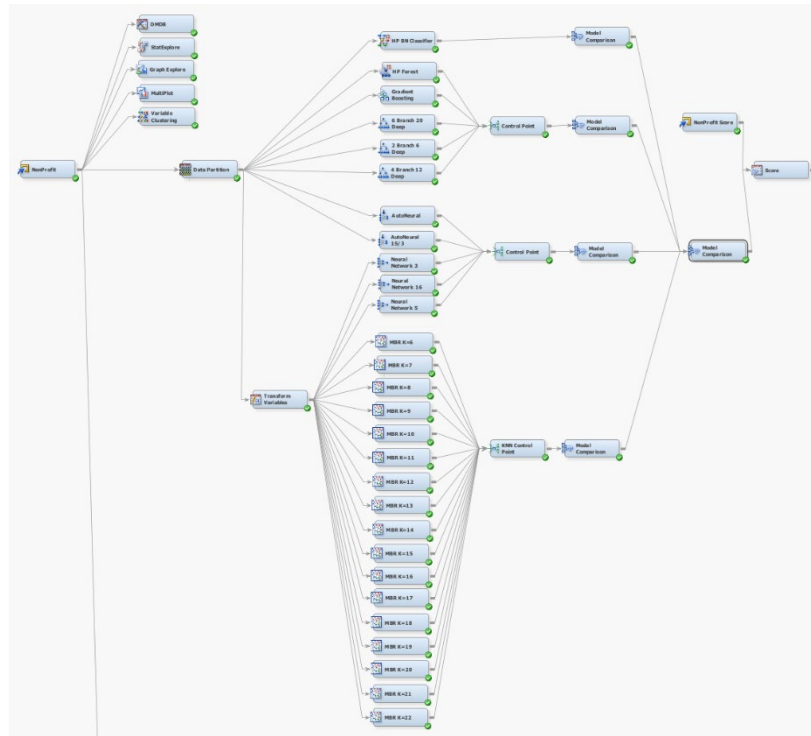 DMDB
StatExplore
Graph Explore
MultiPlot
Variable
Clustering
NonProfit
Data Partition
Transform
Variables
HP BN Classifier
HP Forest
Gradient
Boosting
6 Branch 20
Deep
2 Branch 6
Deep
4 Branch 12
Deep
AutoNeural
AutoNeural
15/ 3
Neural
Network 3
Neural
Network 16
Neural
Network 5
MBR K=6
MBR K=7
MBR K=8
MBR K=9
MBR K=10
MBR K=11
MBR K=12
MBR K=13
MBR K=14
MBR K=15
MBR K=16
MBR K=17
MBR K=18
MBR K=19
MBR K=20
MBR K=21
MBR K=22
Control Point
Control Point
KNN Control
Point
Model
Comparison
Model
Comparison
Model
Comparison
Model
Comparison
NonProfit Score
Score
Model
Comparison